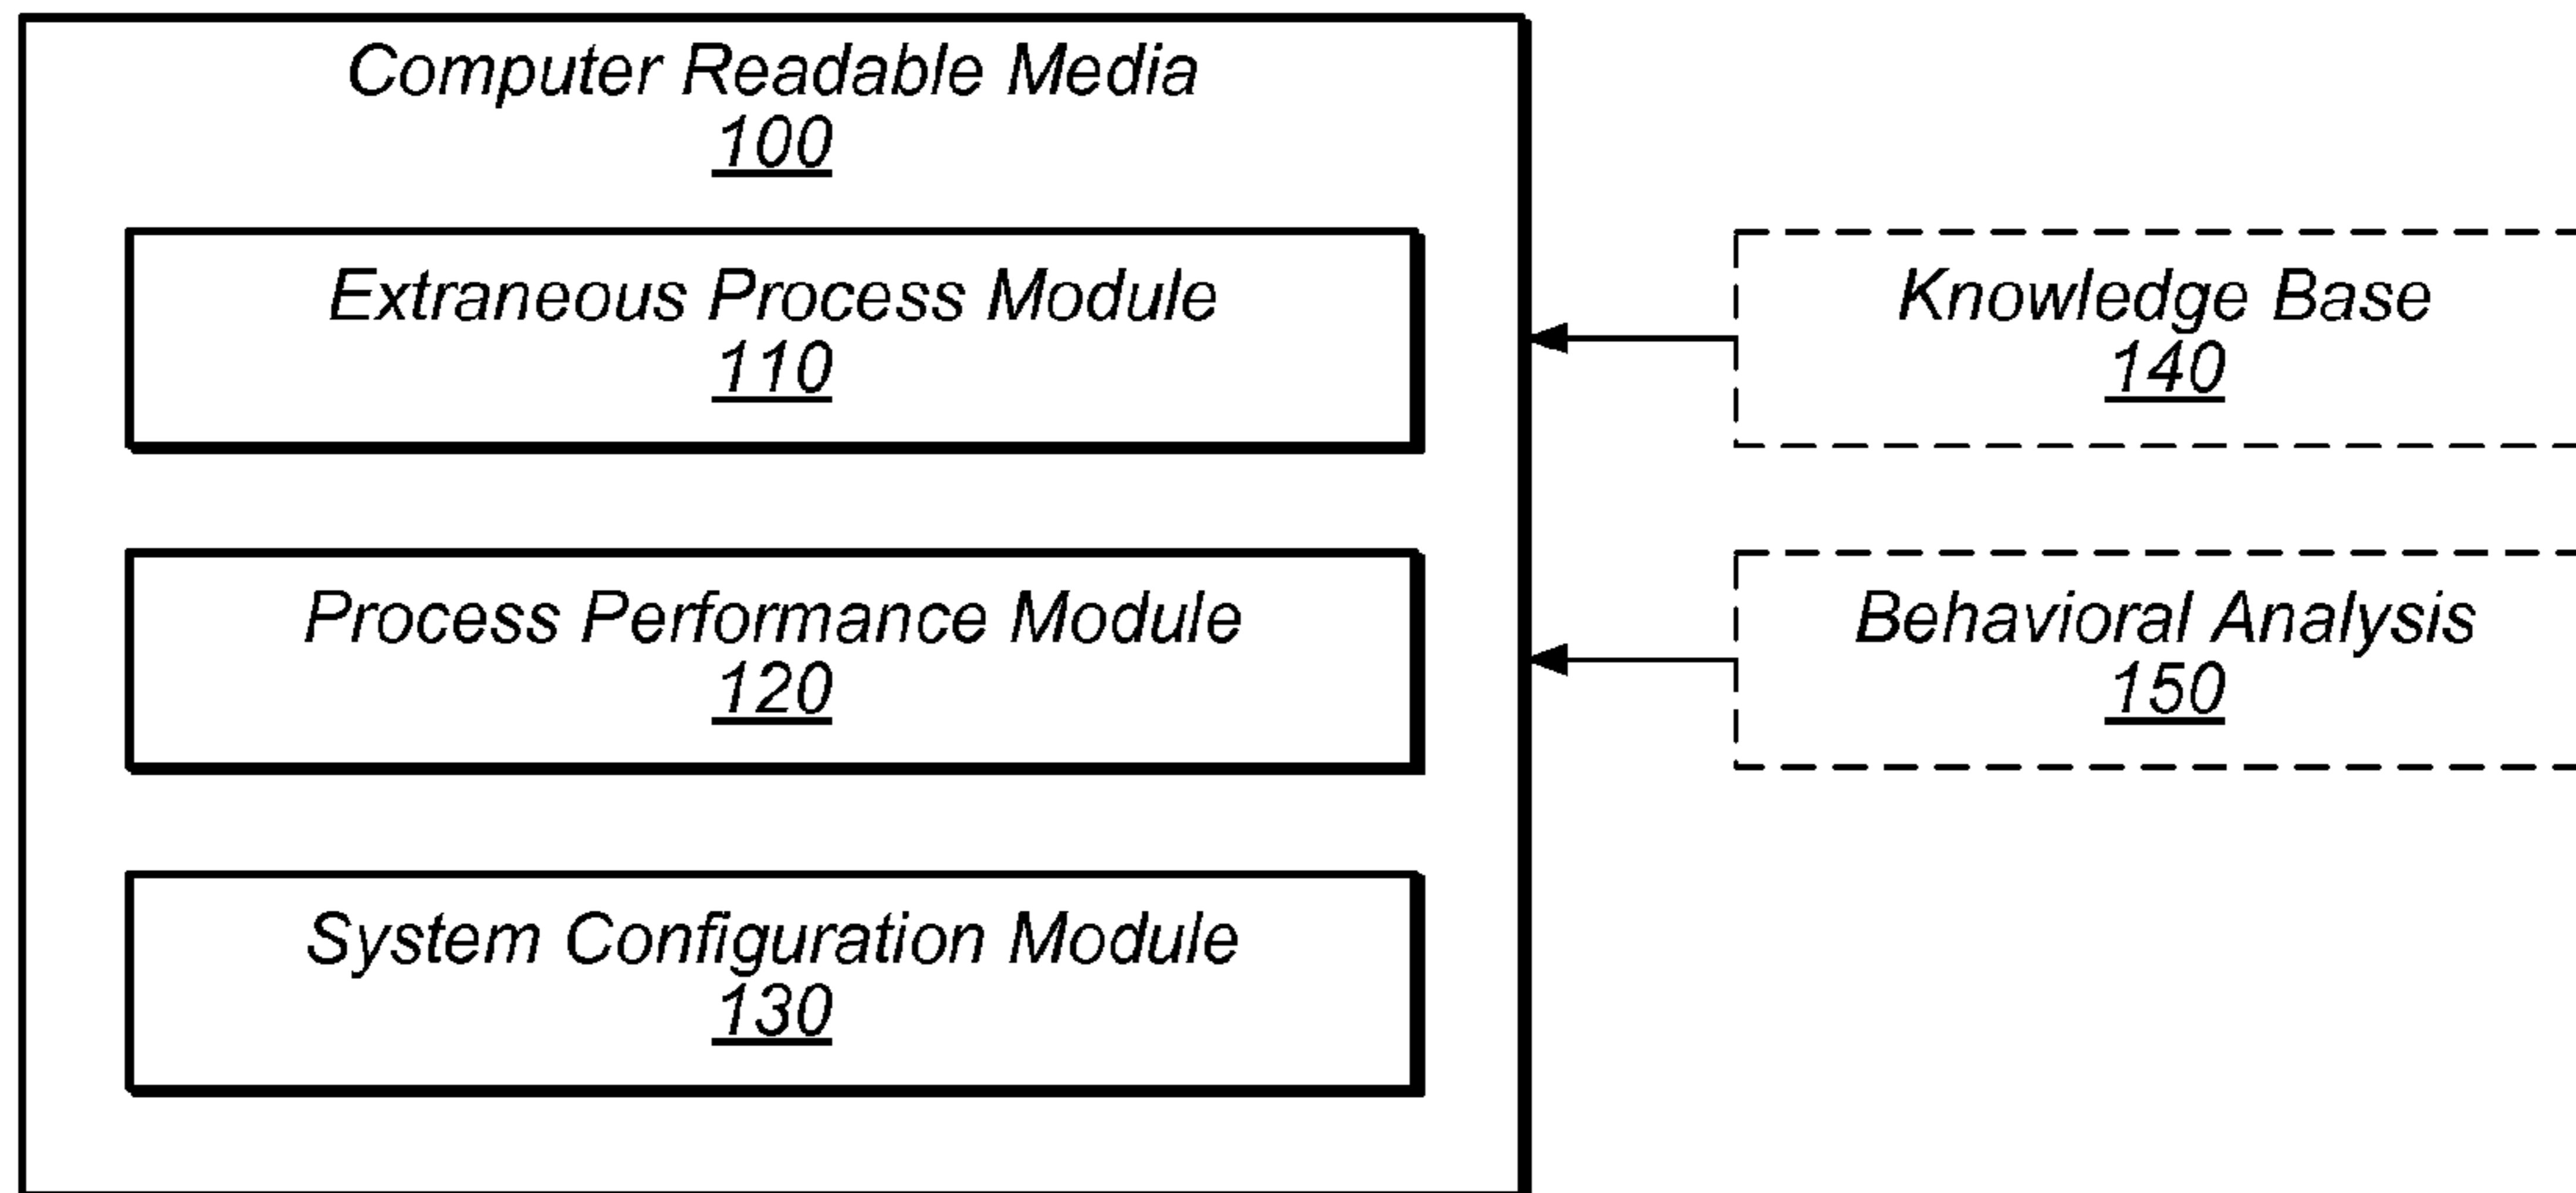 Computer Readable Media
100
Extraneous Process Module
110
Process Performance Module
120
System Configuration Module
130
Knowledge Base
140
Behavioral Analysis
150